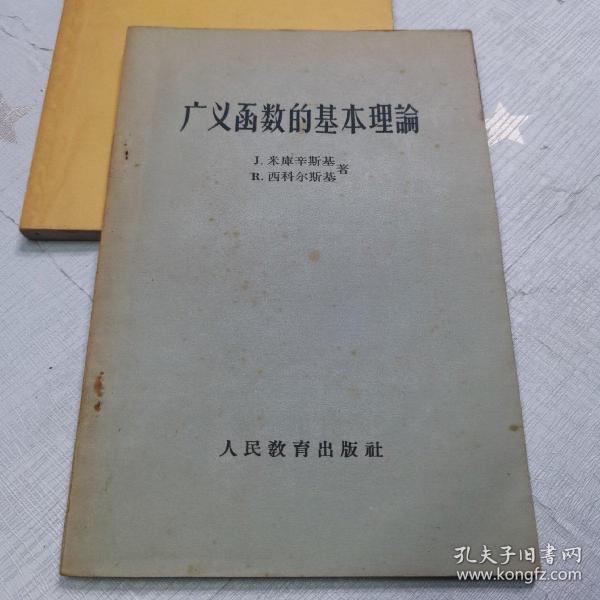 广义函数的基本理論
J. 米庫辛斯基
R. 西科尔斯基
著
人民教育出版社
孔夫子旧书网
www.kongfz.com